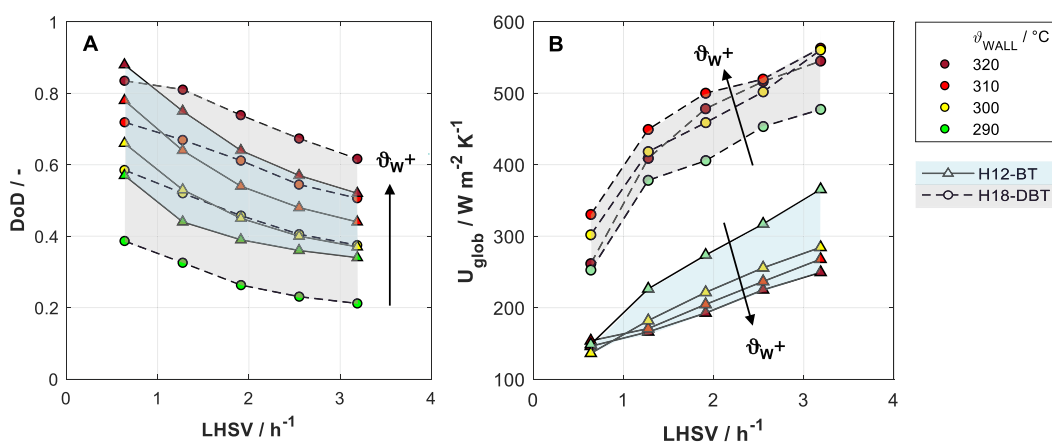 A
DoD / -
1
0.8
0.6
0.4
0.2
0
0 1 2 3 4
LHSV / h⁻¹
ϑW+
B
U_glob / W m⁻² K⁻¹
600
500
400
300
200
100
0 1 2 3 4
LHSV / h⁻¹
ϑW+
ϑW+
ϑWALL / °C
320
310
300
290
H12-BT
H18-DBT